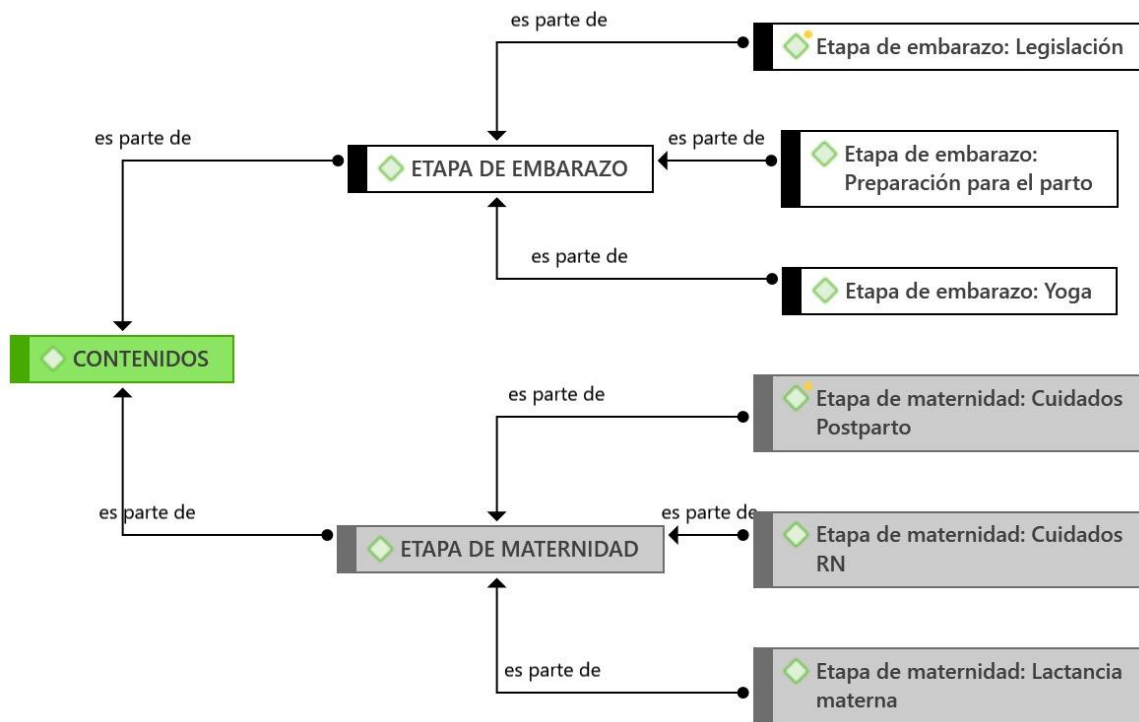 es parte de
Etapa de embarazo: Legislación
es parte de
es parte de
ETAPA DE EMBARAZO
Etapa de embarazo:
Preparación para el parto
es parte de
Etapa de embarazo: Yoga
CONTENIDOS
es parte de
Etapa de maternidad: Cuidados
Postparto
es parte de
es parte de
ETAPA DE MATERNIDAD
Etapa de maternidad: Cuidados
RN
es parte de
Etapa de maternidad: Lactancia
materna